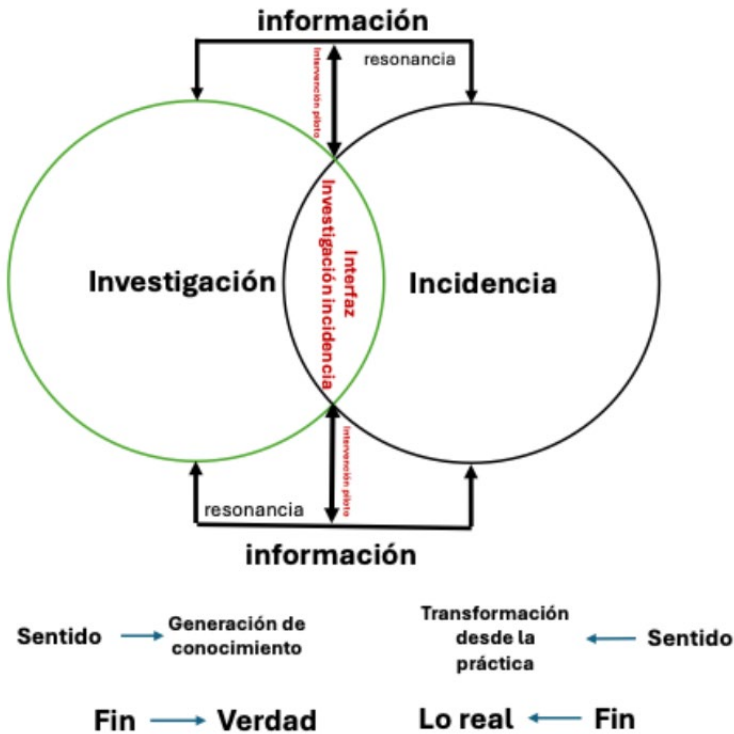 información
resonancia
Intervención piloto
Investigación
Interfaz
Investigación incidencia
Incidencia
Intervención piloto
resonancia
información
Sentido
Generación de
conocimiento
Transformación
desde la
práctica
Sentido
Fin
Verdad
Lo real
Fin